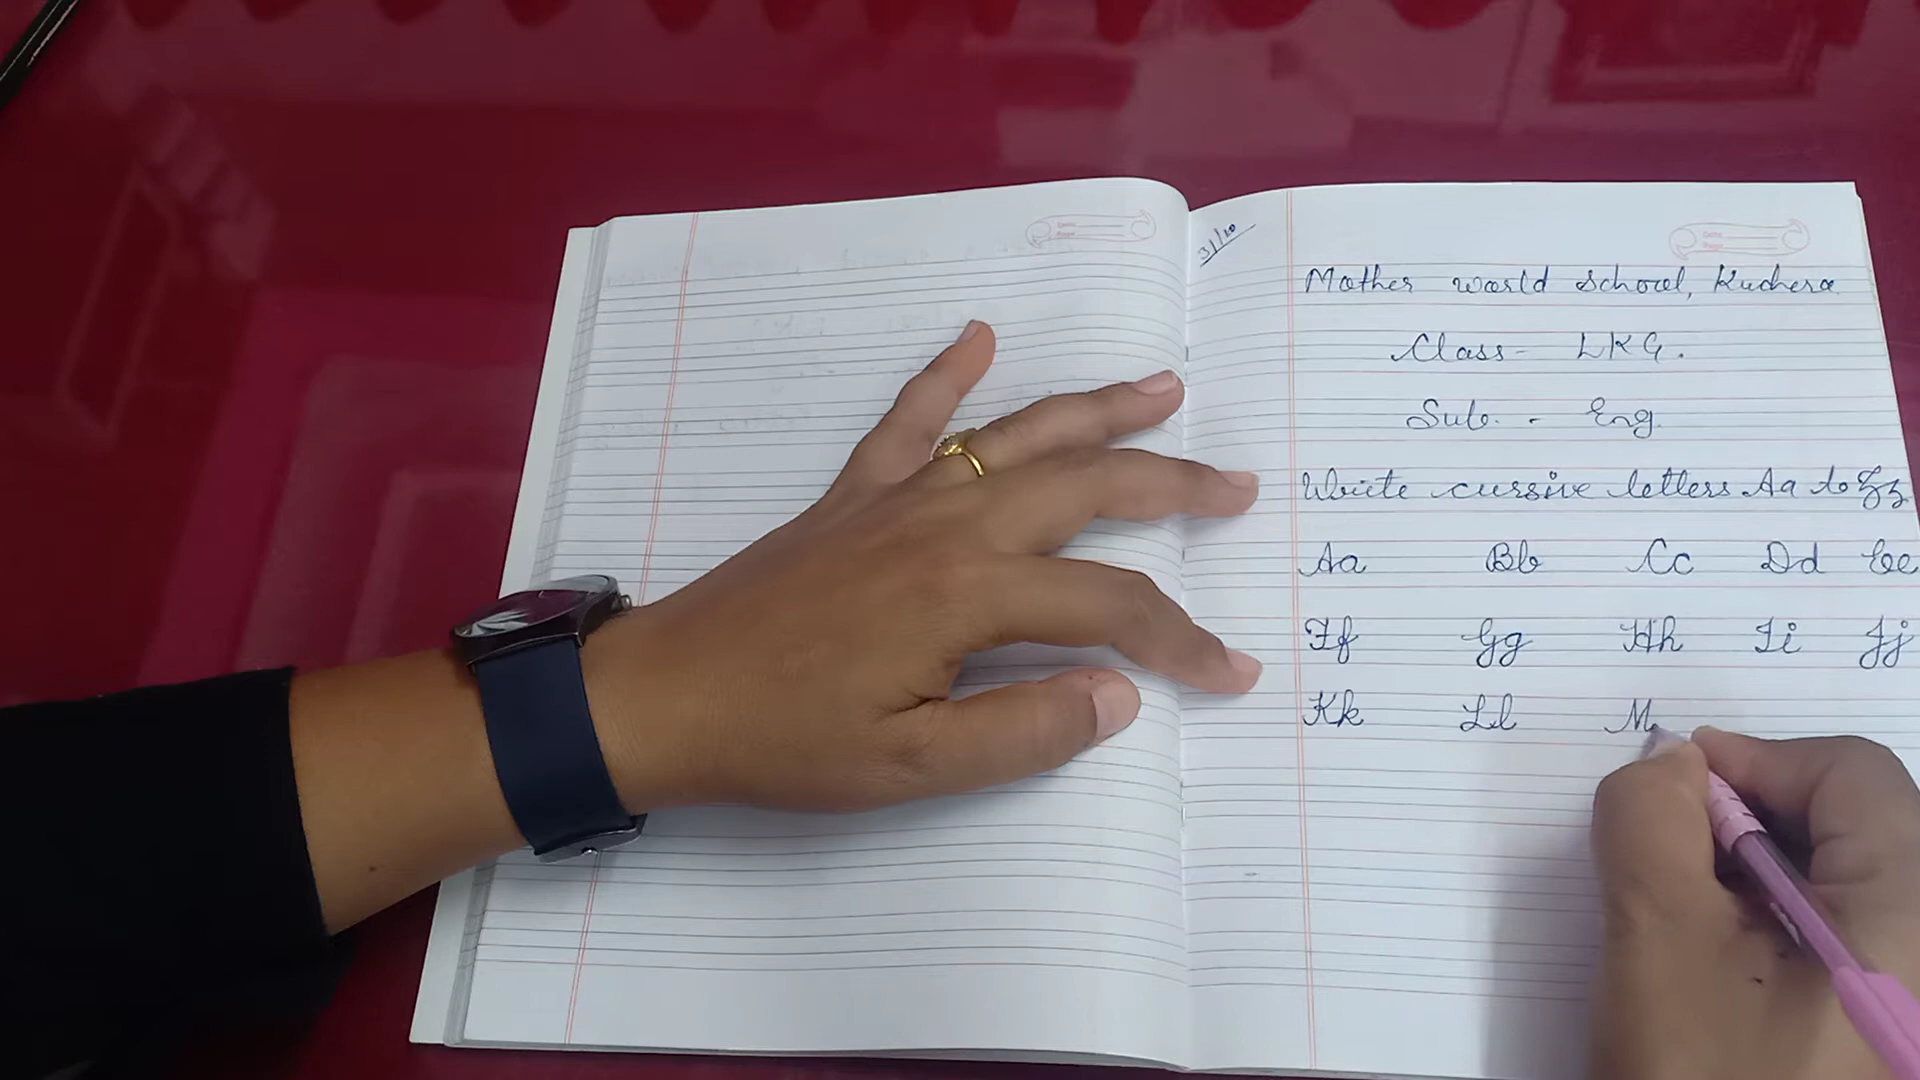 31/10
Mother world school, Kuchera
Class - LKG.
Sub. - Eng.
Write cursive letters Aa to Zz
Aa Bb Cc Dd Ee
Ff Gg Hh Ii Jj
Kk Ll M